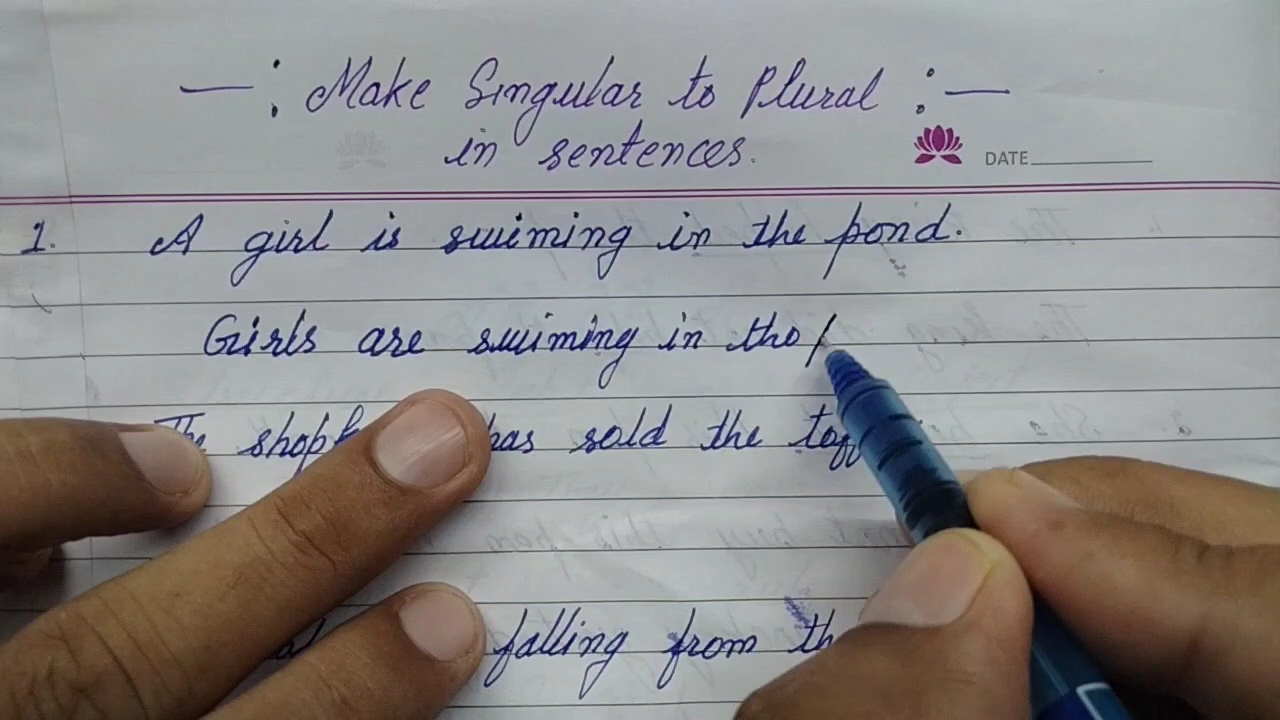 —: Make Singular to Plural :—
in sentences.
DATE
1. A girl is swiming in the pond.
Girls are swiming in the
The has sold the
falling from